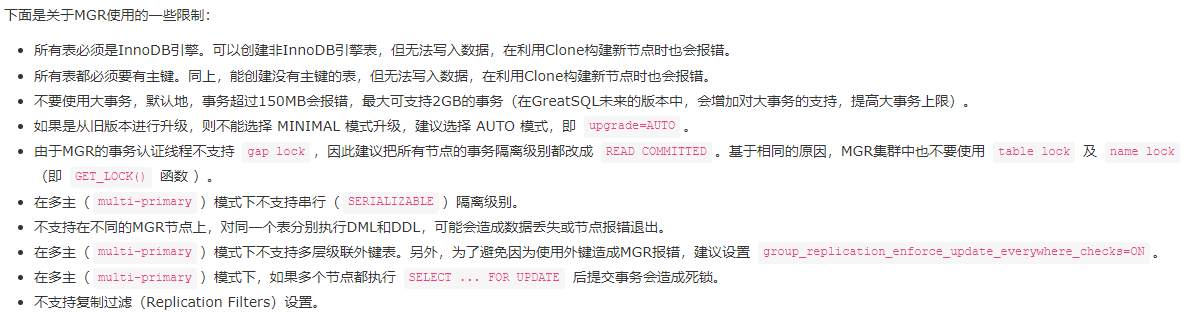 下面是关于MGR使用的一些限制：
所有表必须是InnoDB引擎。可以创建非InnoDB引擎表，但无法写入数据，在利用Clone构建新节点时也会报错。
所有表都必须要有主键。同上，能创建没有主键的表，但无法写入数据，在利用Clone构建新节点时也会报错。
不要使用大事务，默认地，事务超过150MB会报错，最大可支持2GB的事务（在GreatSQL未来的版本中，会增加对大事务的支持，提高大事务上限）。
如果是从旧版本进行升级，则不能选择 MINIMAL 模式升级，建议选择 AUTO 模式，即 upgrade=AUTO 。
由于MGR的事务认证线程不支持 gap lock ，因此建议把所有节点的事务隔离级别都改成 READ COMMITTED 。基于相同的原因，MGR集群中也不要使用 table lock 及 name lock
（即 GET_LOCK() 函数 ）。
在多主（ multi-primary ）模式下不支持串行（ SERIALIZABLE ）隔离级别。
不支持在不同的MGR节点上，对同一个表分别执行DML和DDL，可能会造成数据丢失或节点报错退出。
在多主（ multi-primary ）模式下不支持多层级联外键表。另外，为了避免因为使用外键造成MGR报错，建议设置 group_replication_enforce_update_everywhere_checks=ON 。
在多主（ multi-primary ）模式下，如果多个节点都执行 SELECT ... FOR UPDATE 后提交事务会造成死锁。
不支持复制过滤（Replication Filters）设置。